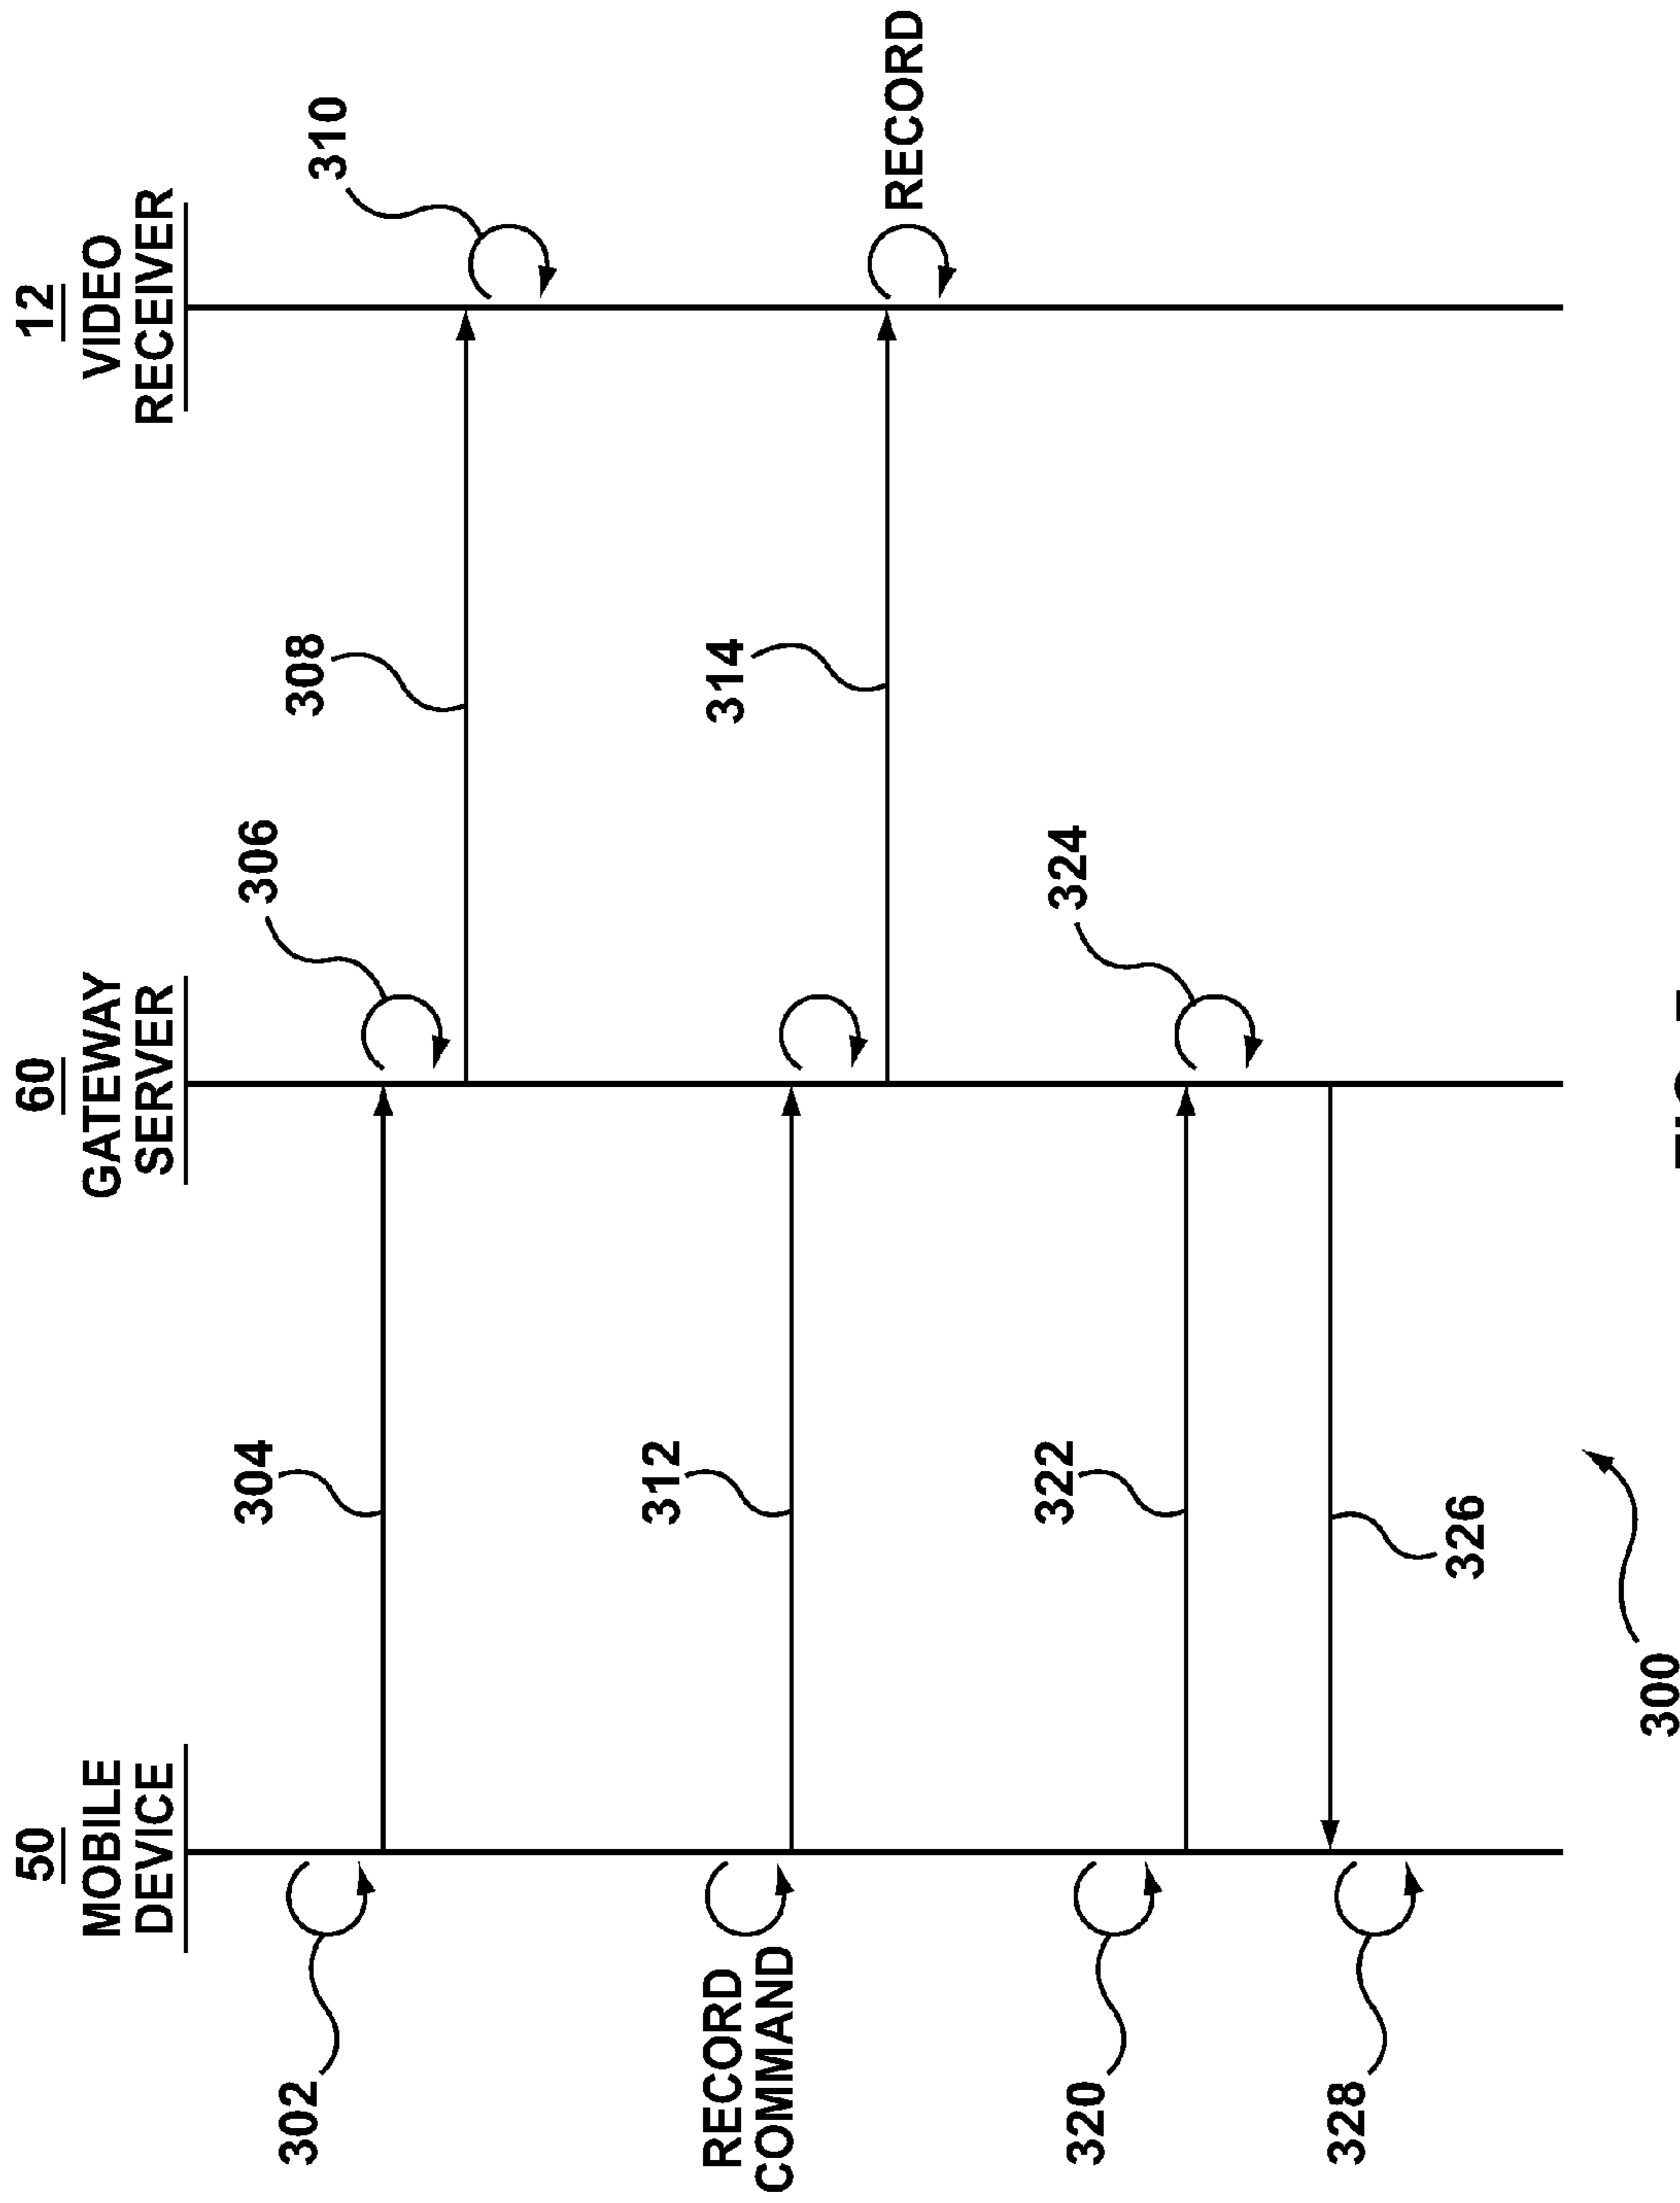 50
MOBILE
DEVICE
60
GATEWAY
SERVER
12
VIDEO
RECEIVER
302
304
306
308
310
RECORD
COMMAND
312
314
RECORD
320
322
324
326
328
300